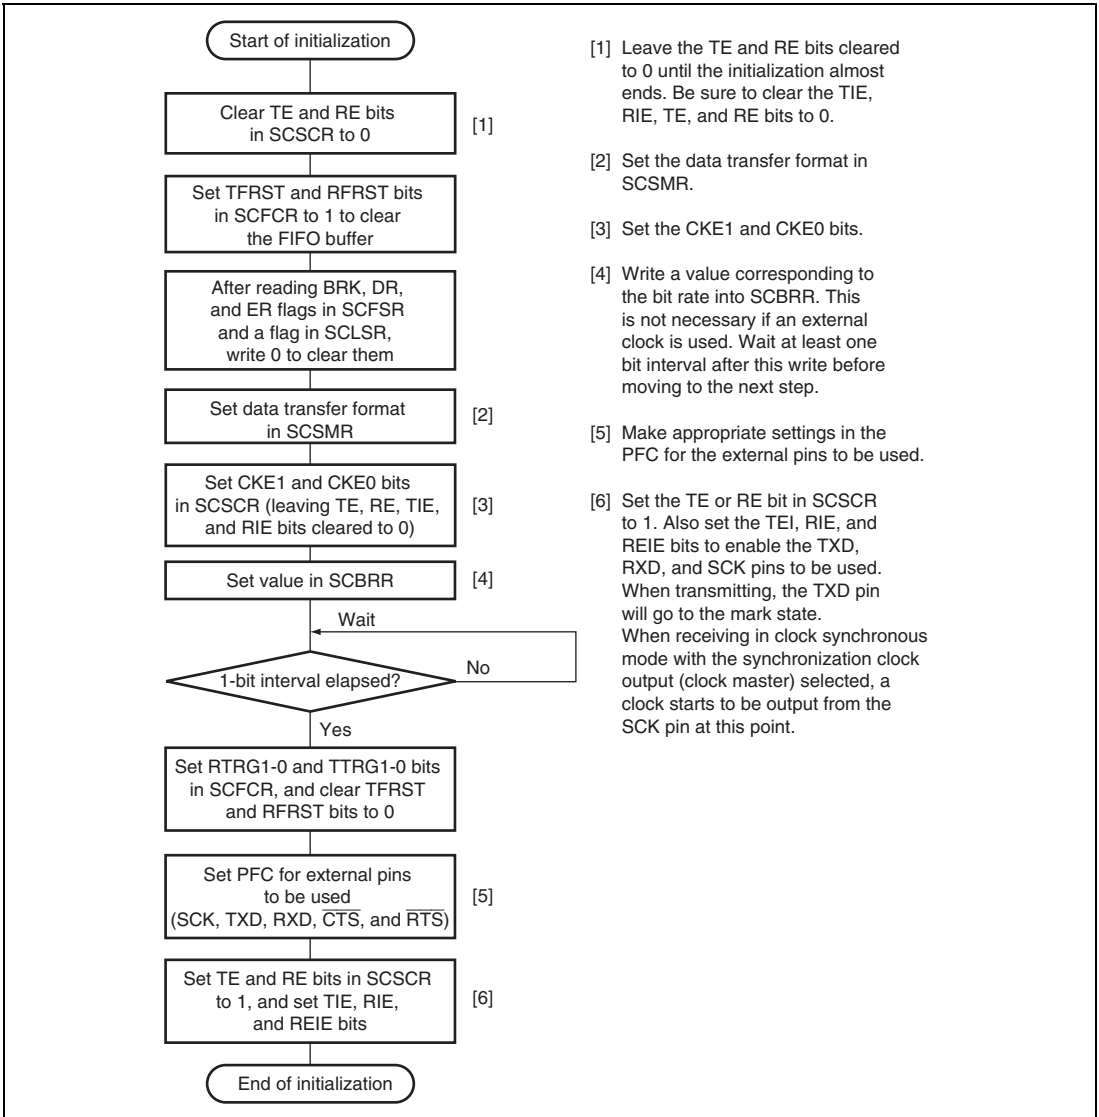 Start of initialization
Clear TE and RE bits
in SCSCR to 0
[1]
Set TFRST and RFRST bits
in SCFCR to 1 to clear
the FIFO buffer
After reading BRK, DR,
and ER flags in SCFSR
and a flag in SCLSR,
write 0 to clear them
Set data transfer format
in SCSMR
[2]
Set CKE1 and CKE0 bits
in SCSCR (leaving TE, RE, TIE,
and RIE bits cleared to 0)
[3]
Set value in SCBRR
[4]
Wait
1-bit interval elapsed?
No
Yes
Set RTRG1-0 and TTRG1-0 bits
in SCFCR, and clear TFRST
and RFRST bits to 0
Set PFC for external pins
to be used
(SCK, TXD, RXD, C̅T̅S̅, and R̅T̅S̅)
[5]
Set TE and RE bits in SCSCR
to 1, and set TIE, RIE,
and REIE bits
[6]
End of initialization
[1] Leave the TE and RE bits cleared
to 0 until the initialization almost
ends. Be sure to clear the TIE,
RIE, TE, and RE bits to 0.
[2] Set the data transfer format in
SCSMR.
[3] Set the CKE1 and CKE0 bits.
[4] Write a value corresponding to
the bit rate into SCBRR. This
is not necessary if an external
clock is used. Wait at least one
bit interval after this write before
moving to the next step.
[5] Make appropriate settings in the
PFC for the external pins to be used.
[6] Set the TE or RE bit in SCSCR
to 1. Also set the TEI, RIE, and
REIE bits to enable the TXD,
RXD, and SCK pins to be used.
When transmitting, the TXD pin
will go to the mark state.
When receiving in clock synchronous
mode with the synchronization clock
output (clock master) selected, a
clock starts to be output from the
SCK pin at this point.